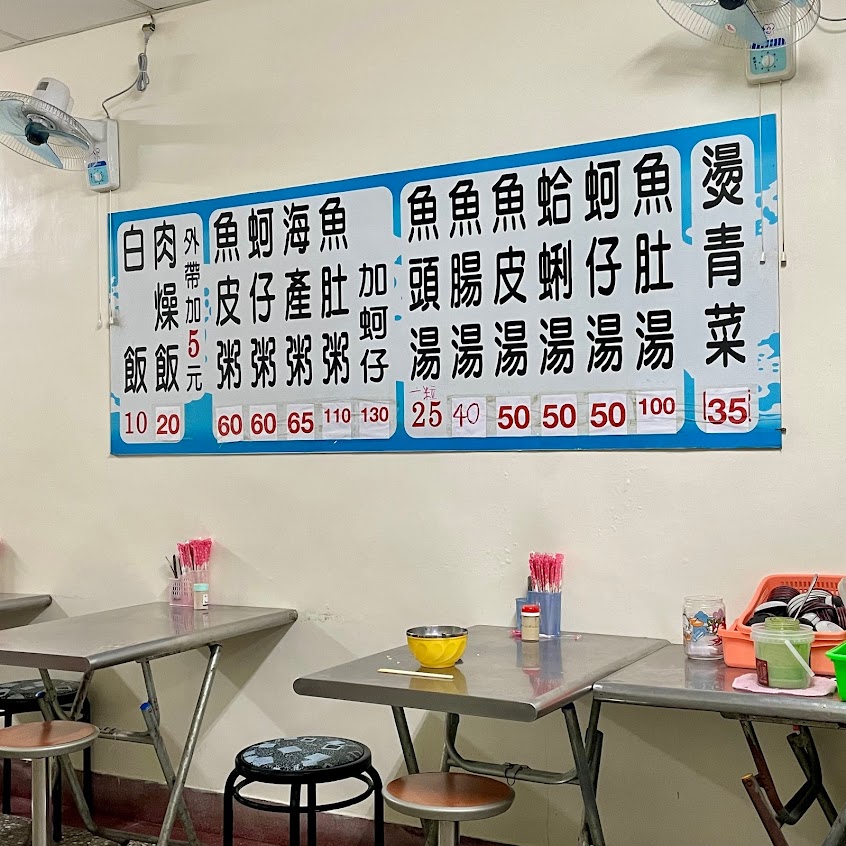 白飯
10
肉燥飯
20
外帶加5元
魚皮粥
60
蚵仔粥
60
海產粥
65
魚肚粥
110
加蚵仔
130
魚頭湯
一粒
25
魚腸湯
40
魚皮湯
50
蛤蜊湯
50
蚵仔湯
50
魚肚湯
100
燙青菜
35